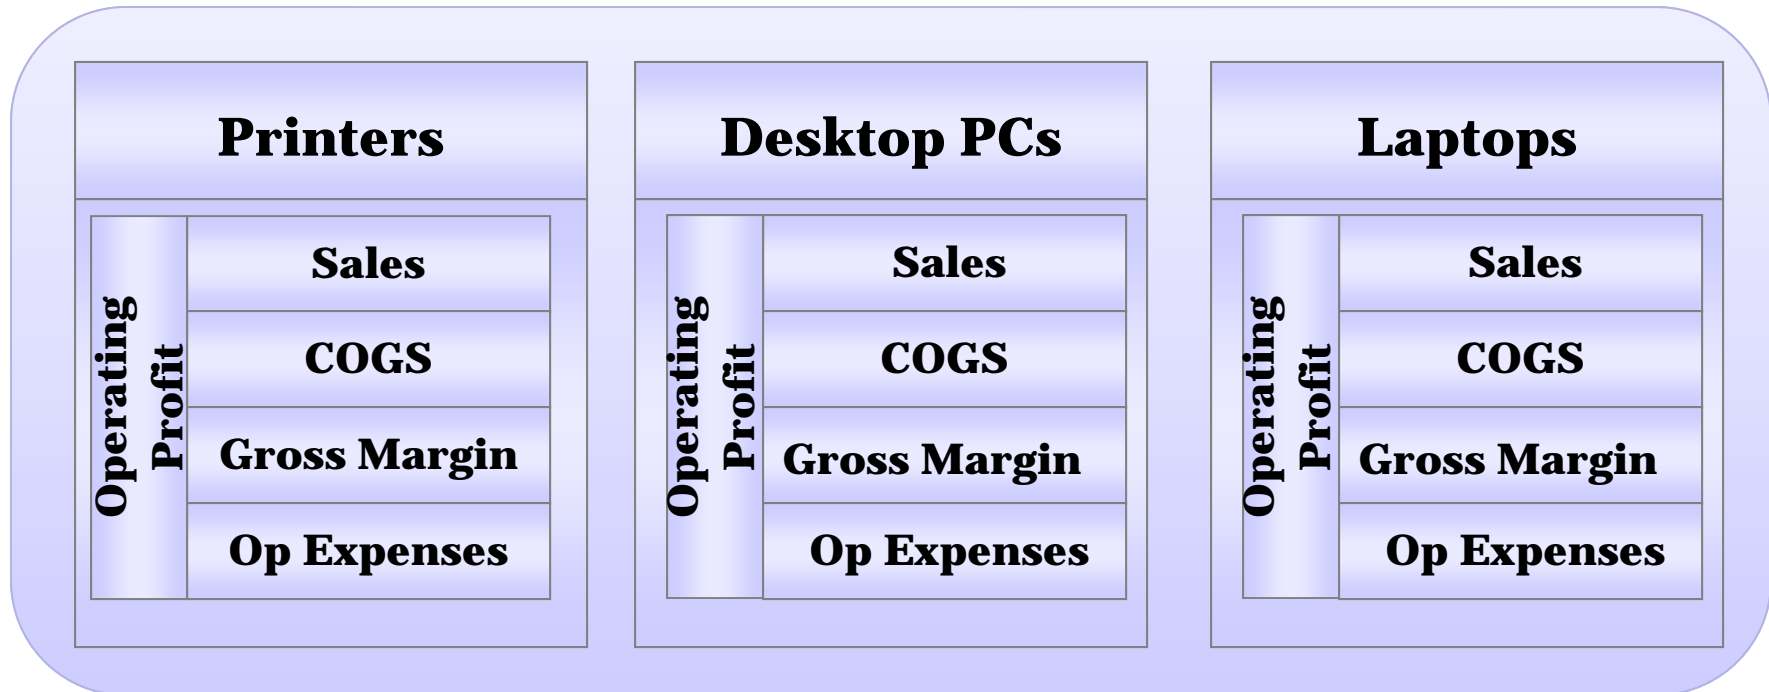 Printers
Operating
Profit
Sales
COGS
Gross Margin
Op Expenses
Desktop PCs
Operating
Profit
Sales
COGS
Gross Margin
Op Expenses
Laptops
Operating
Profit
Sales
COGS
Gross Margin
Op Expenses